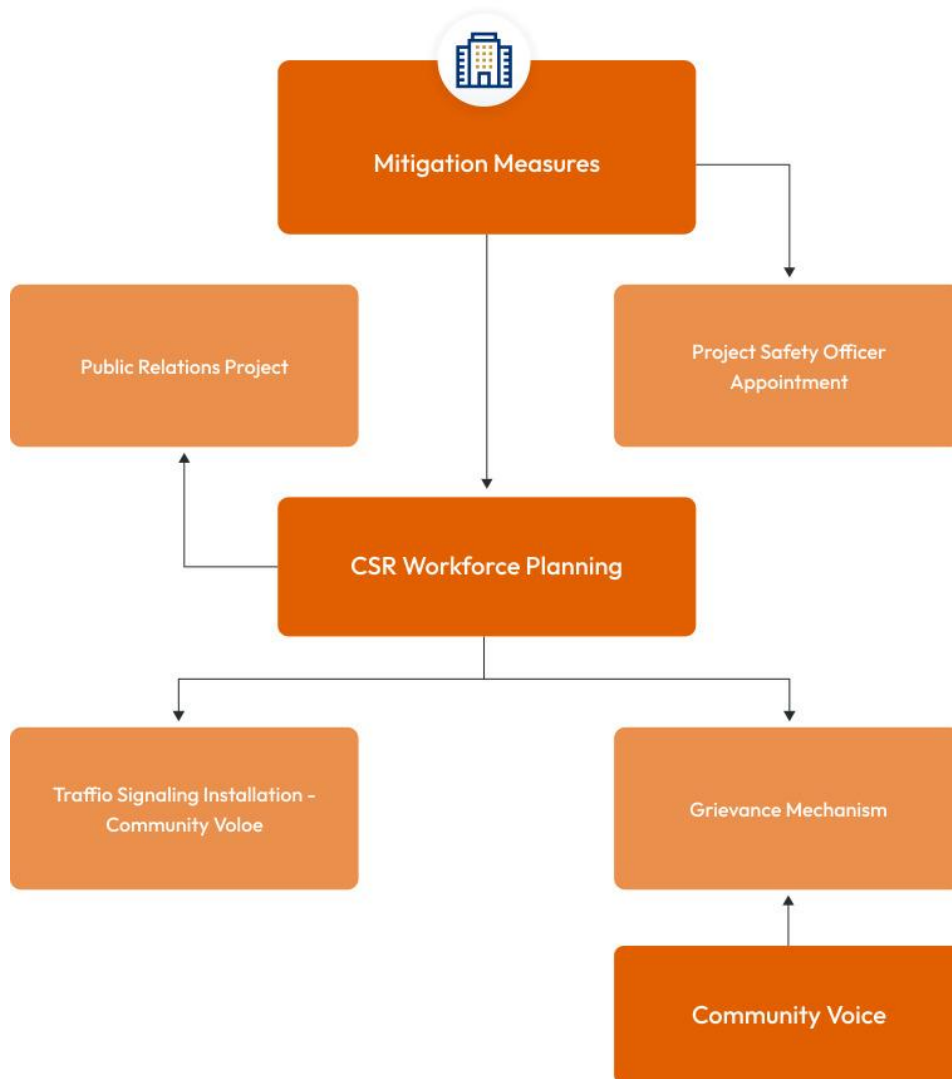 Mitigation Measures
Public Relations Project
Project Safety Officer
Appointment
CSR Workforce Planning
Traffio Signaling Installation -
Community Voloe
Grievance Mechanism
Community Voice